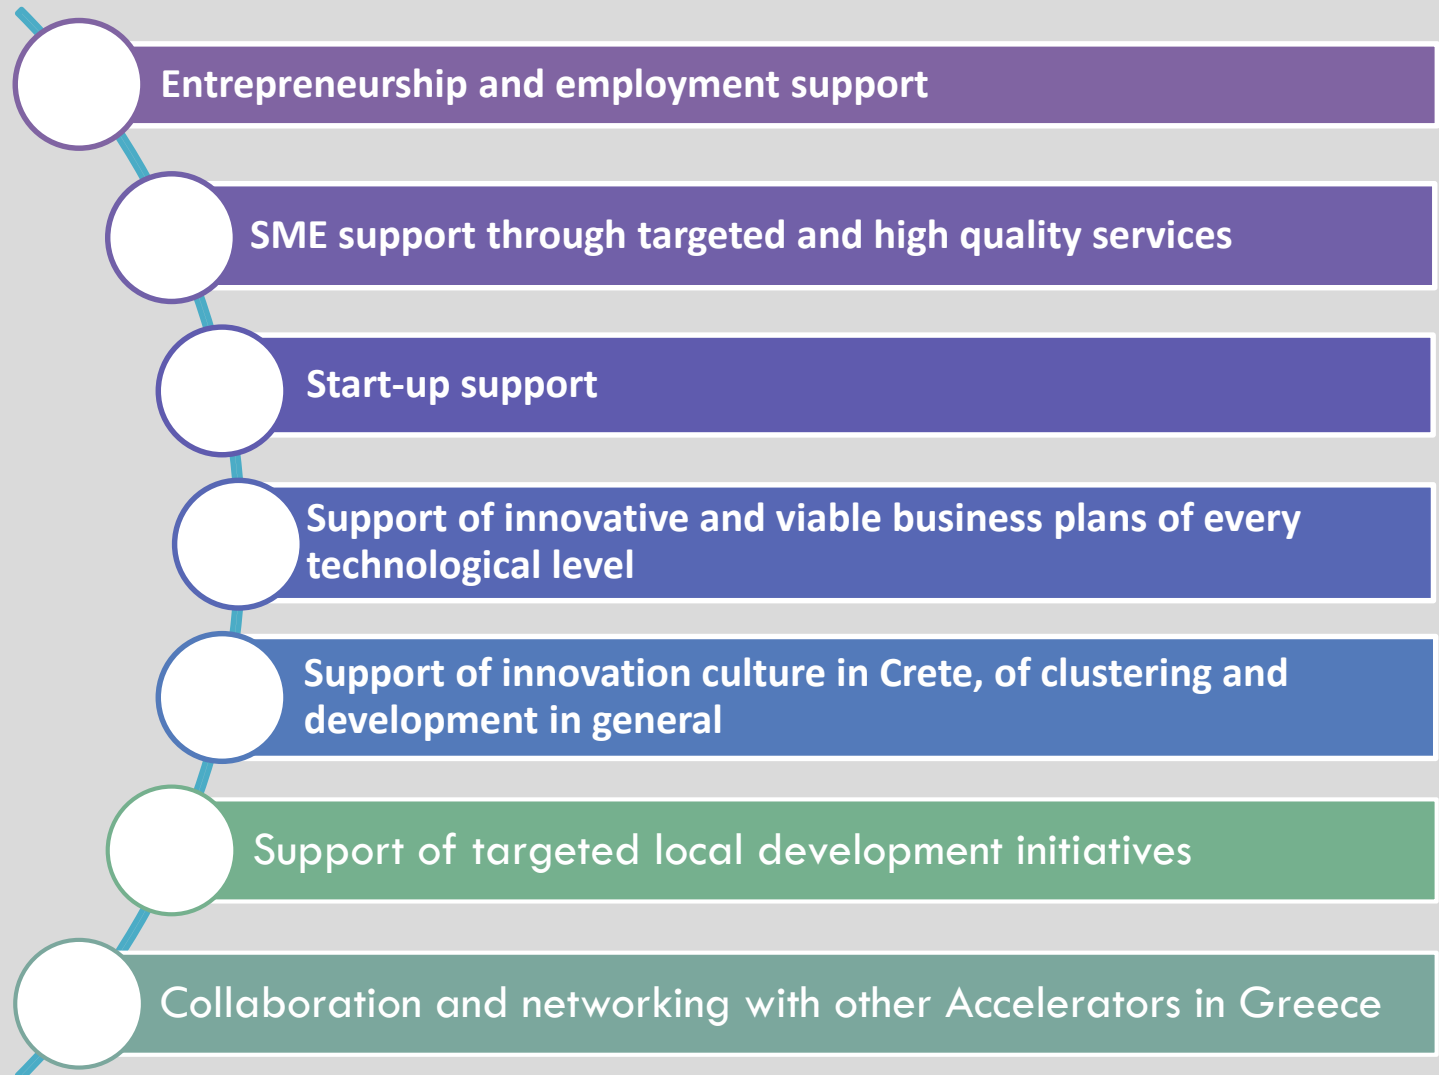 Entrepreneurship and employment support
SME support through targeted and high quality services
Start-up support
Support of innovative and viable business plans of every
technological level
Support of innovation culture in Crete, of clustering and
development in general
Support of targeted local development initiatives
Collaboration and networking with other Accelerators in Greece